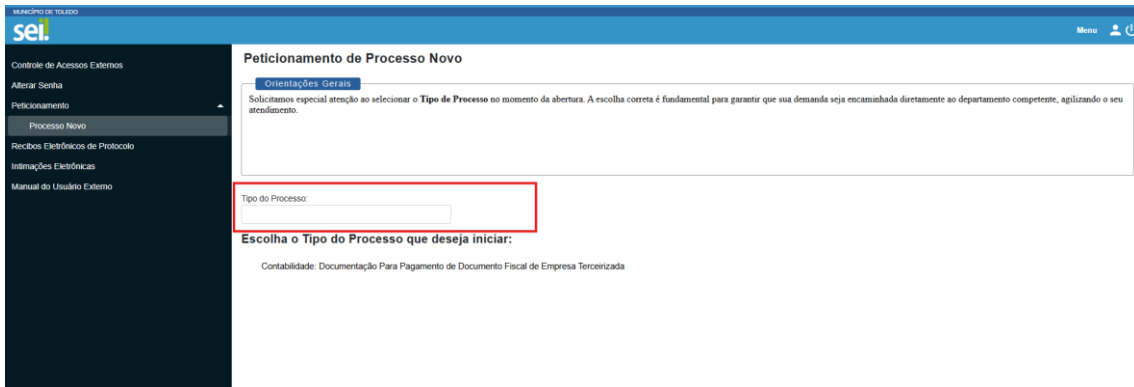 MUNICÍPIO DE TOLEDO
sei!
Menu
Controle de Acessos Externos
Alterar Senha
Peticionamento
Processo Novo
Recibos Eletrônicos de Protocolo
Intimações Eletrônicas
Manual do Usuário Externo
Peticionamento de Processo Novo
Orientações Gerais
Solicitamos especial atenção ao selecionar o Tipo de Processo no momento da abertura. A escolha correta é fundamental para garantir que sua demanda seja encaminhada diretamente ao departamento competente, agilizando o seu
atendimento.
Tipo do Processo:
Escolha o Tipo do Processo que deseja iniciar:
Contabilidade: Documentação Para Pagamento de Documento Fiscal de Empresa Terceirizada